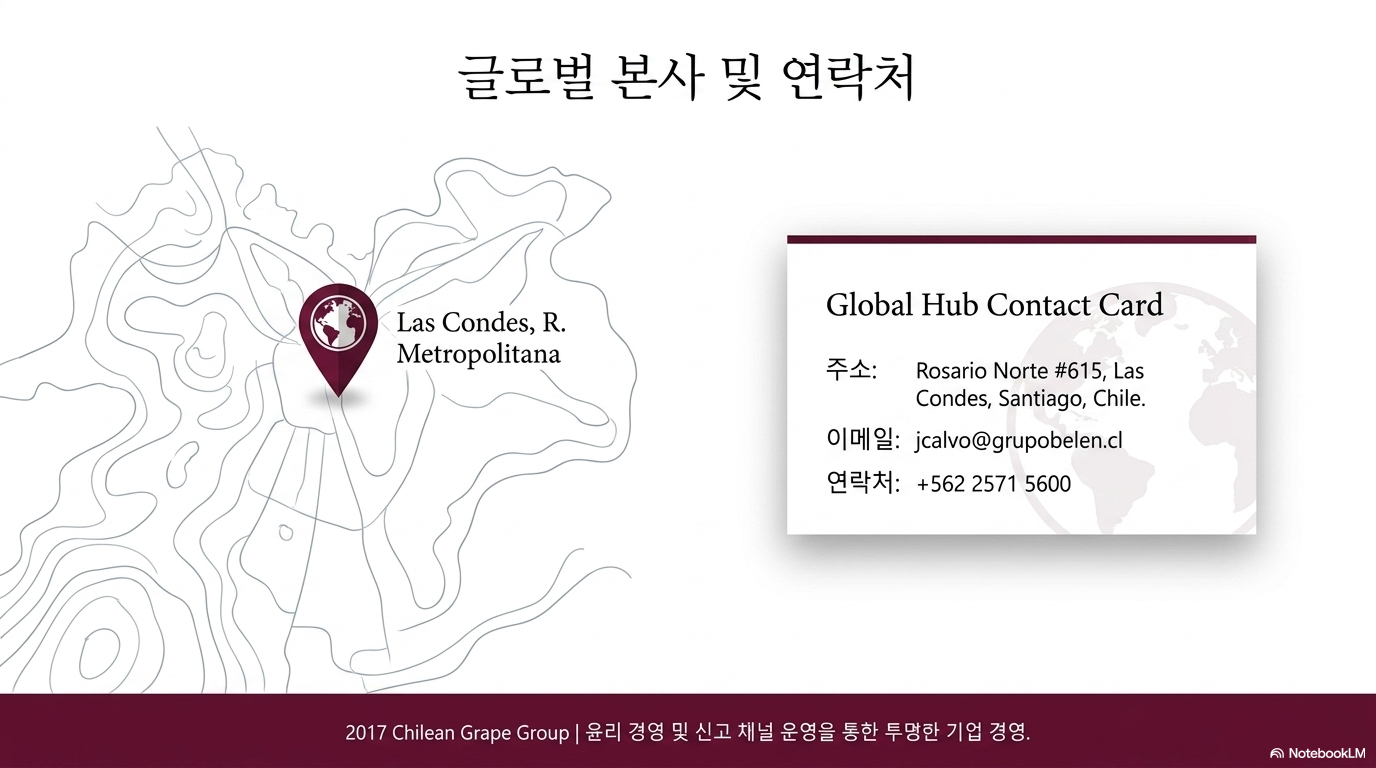 글로벌 본사 및 연락처
Las Condes, R.
Metropolitana
Global Hub Contact Card
주소: Rosario Norte #615, Las
Condes, Santiago, Chile.
이메일: jcalvo@grupobelen.cl
연락처: +562 2571 5600
2017 Chilean Grape Group | 윤리 경영 및 신고 채널 운영을 통한 투명한 기업 경영.
NotebookLM